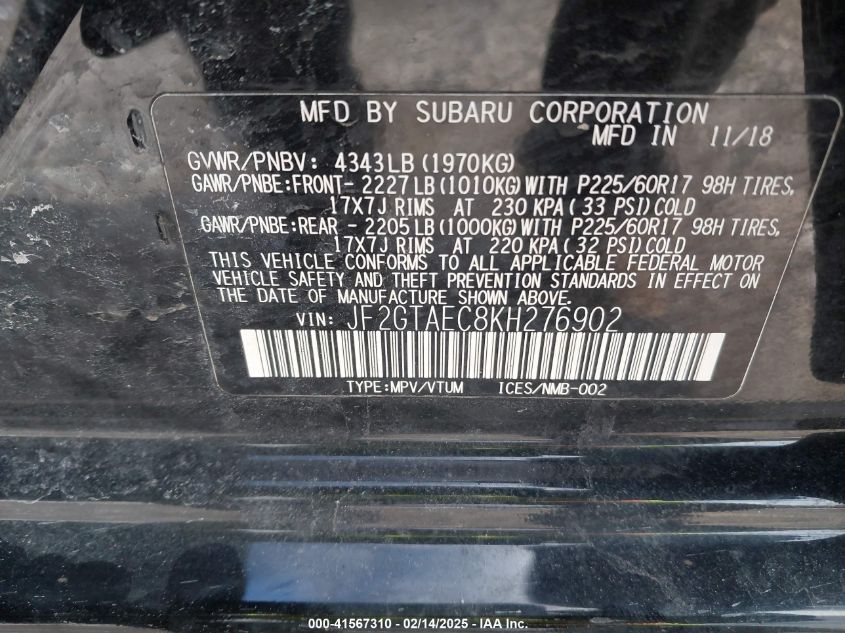 MFD BY SUBARU CORPORATION
MFD IN 11/18
GVWR/PNBV: 4343LB(1970KG)
GAWR/PNBE:FRONT- 2227LB(1010KG)WITH P225/60R17 98H TIRES,
17X7J RIMS AT 230 KPA(33 PSI)COLD
GAWR/PNBE:REAR - 2205LB(1000KG)WITH P225/60R17 98H TIRES,
17X7J RIMS AT 220 KPA(32 PSI)COLD
THIS VEHICLE CONFORMS TO ALL APPLICABLE FEDERAL MOTOR
VEHICLE SAFETY AND THEFT PREVENTION STANDARDS IN EFFECT ON
THE DATE OF MANUFACTURE SHOWN ABOVE.
VIN: JF2GTAEC8KH276902
TYPE:MPV/VTUM ICES/NMB-002
000-41567310 - 02/14/2025 - IAA Inc.